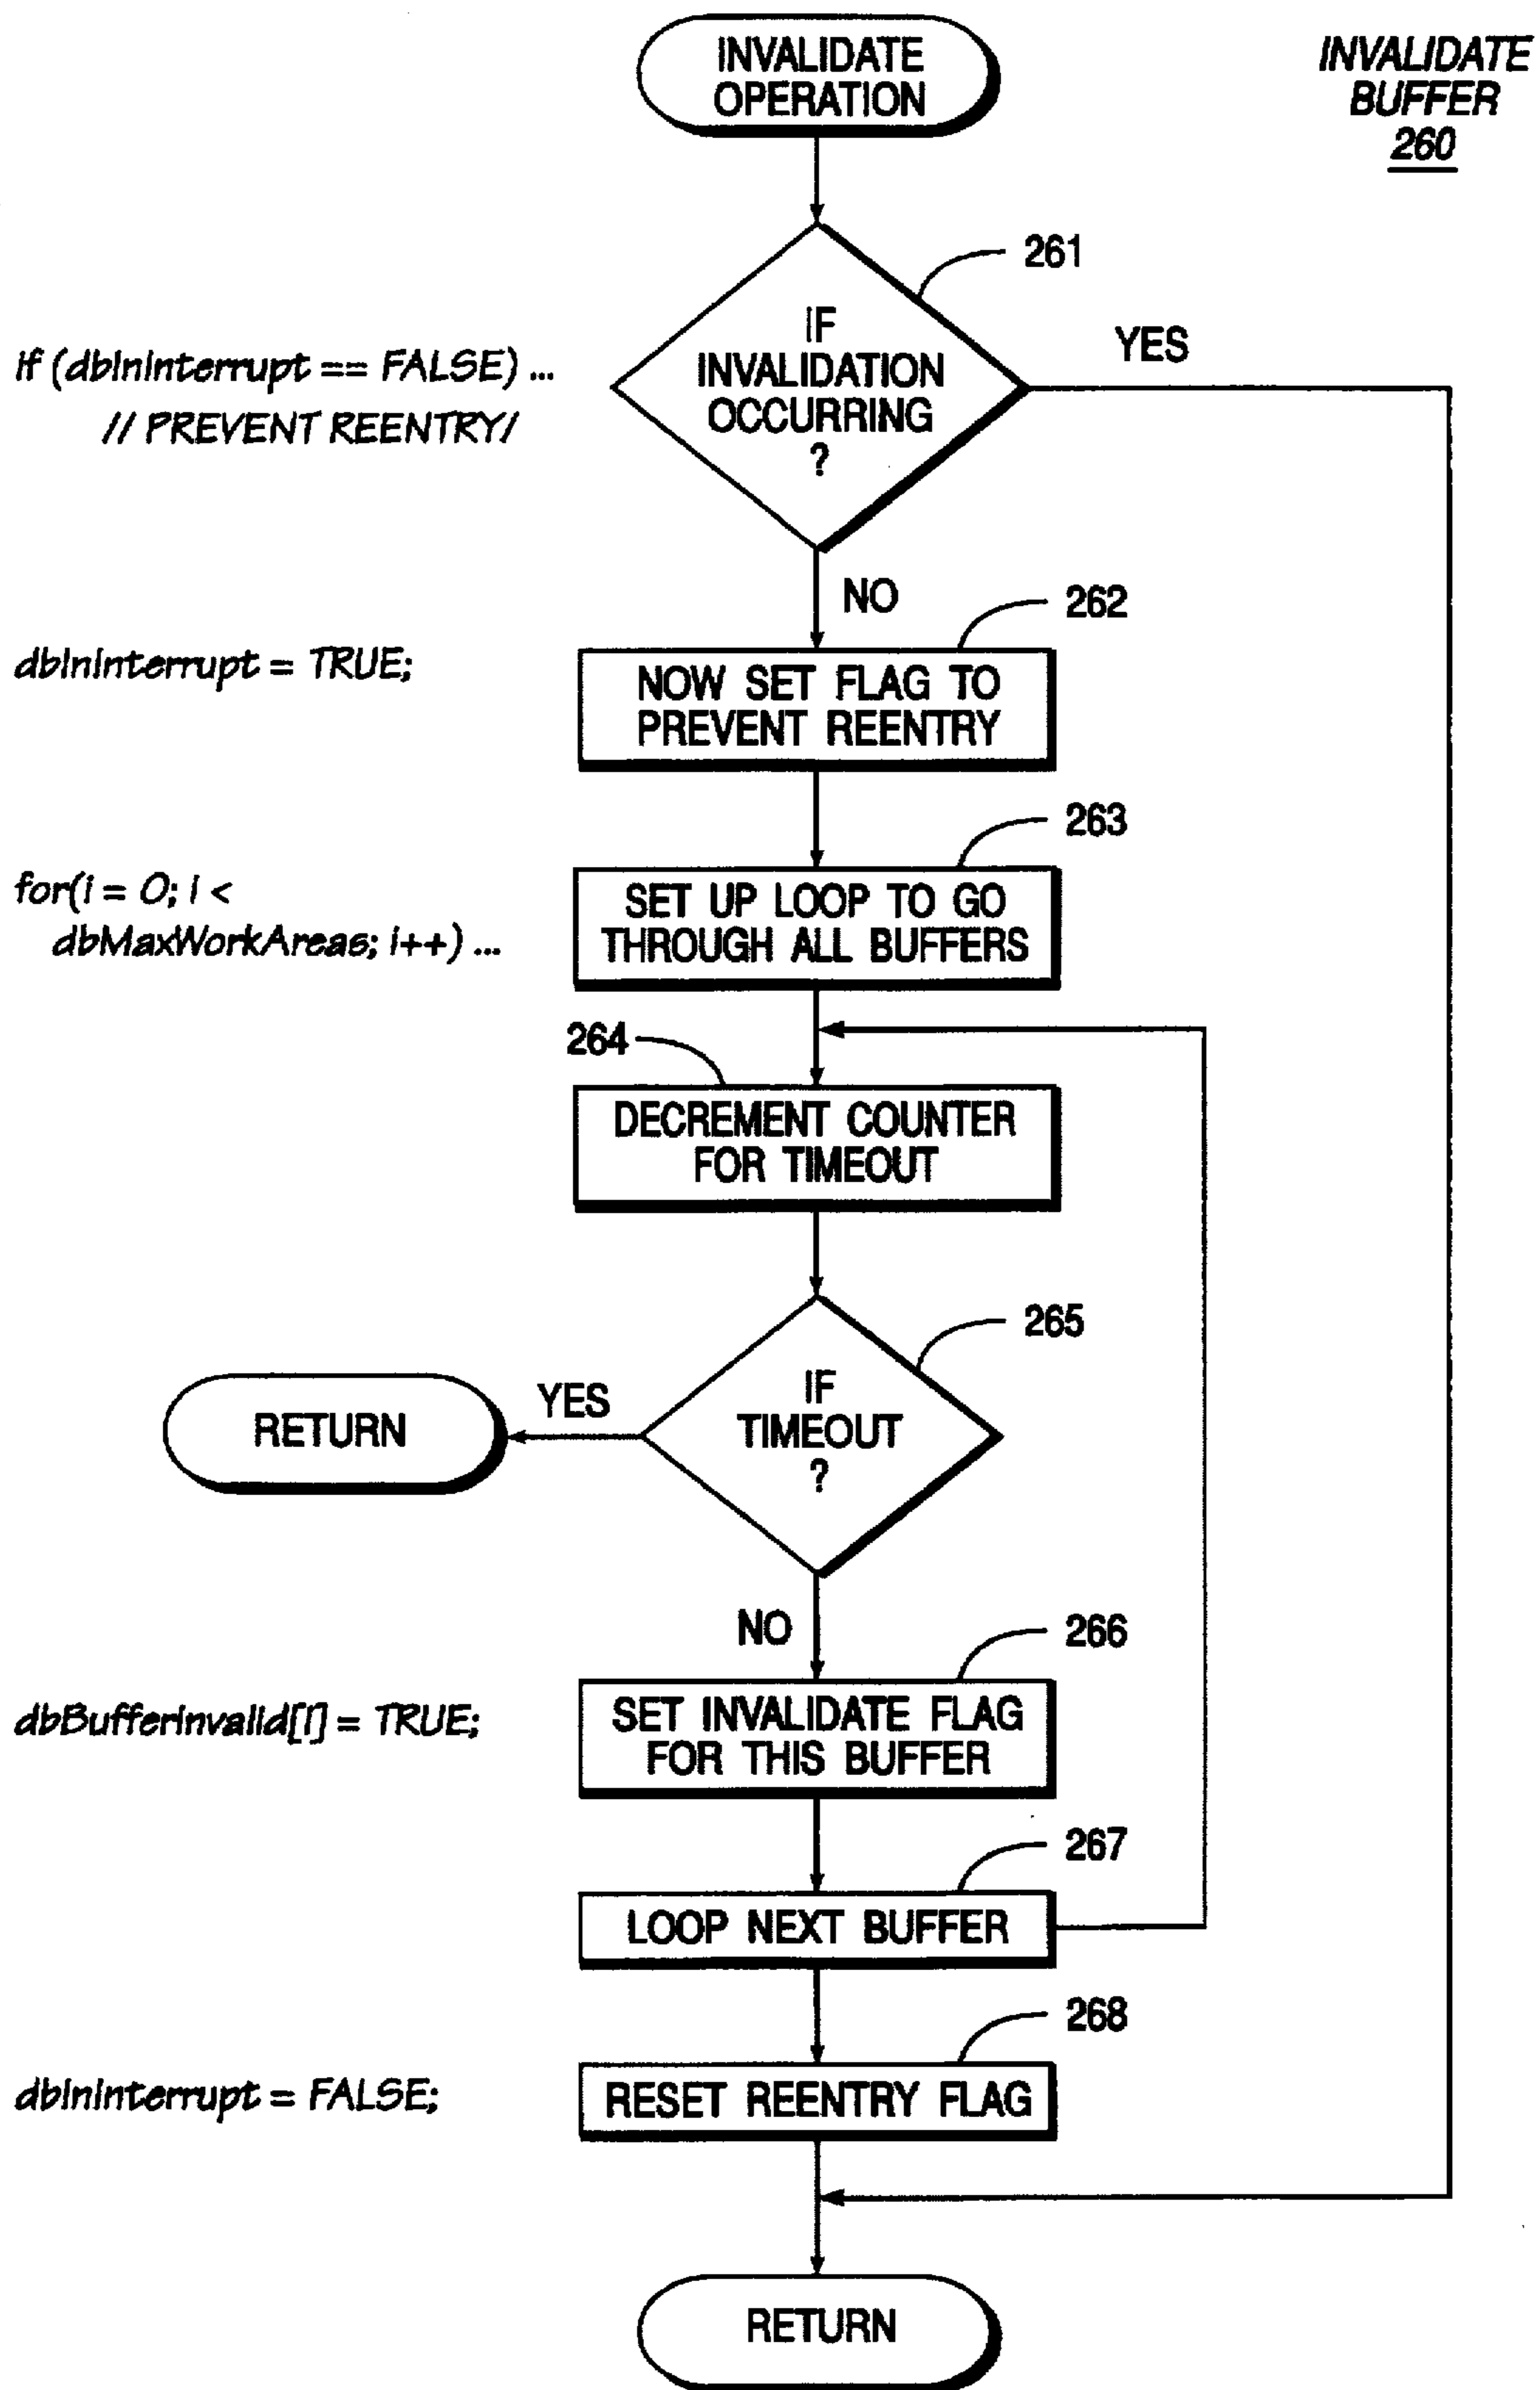 INVALIDATE
OPERATION
INVALIDATE
BUFFER
260
261
IF
INVALIDATION
OCCURRING
?
YES
if (dbInInterrupt == FALSE) ...
// PREVENT REENTRY/
NO
262
dbInInterrupt = TRUE;
NOW SET FLAG TO
PREVENT REENTRY
263
for(i = 0; i <
dbMaxWorkAreas; i++) ...
SET UP LOOP TO GO
THROUGH ALL BUFFERS
264
DECREMENT COUNTER
FOR TIMEOUT
265
IF
TIMEOUT
?
YES
RETURN
NO
266
dbBufferInvalid[i] = TRUE;
SET INVALIDATE FLAG
FOR THIS BUFFER
267
LOOP NEXT BUFFER
268
dbInInterrupt = FALSE;
RESET REENTRY FLAG
RETURN